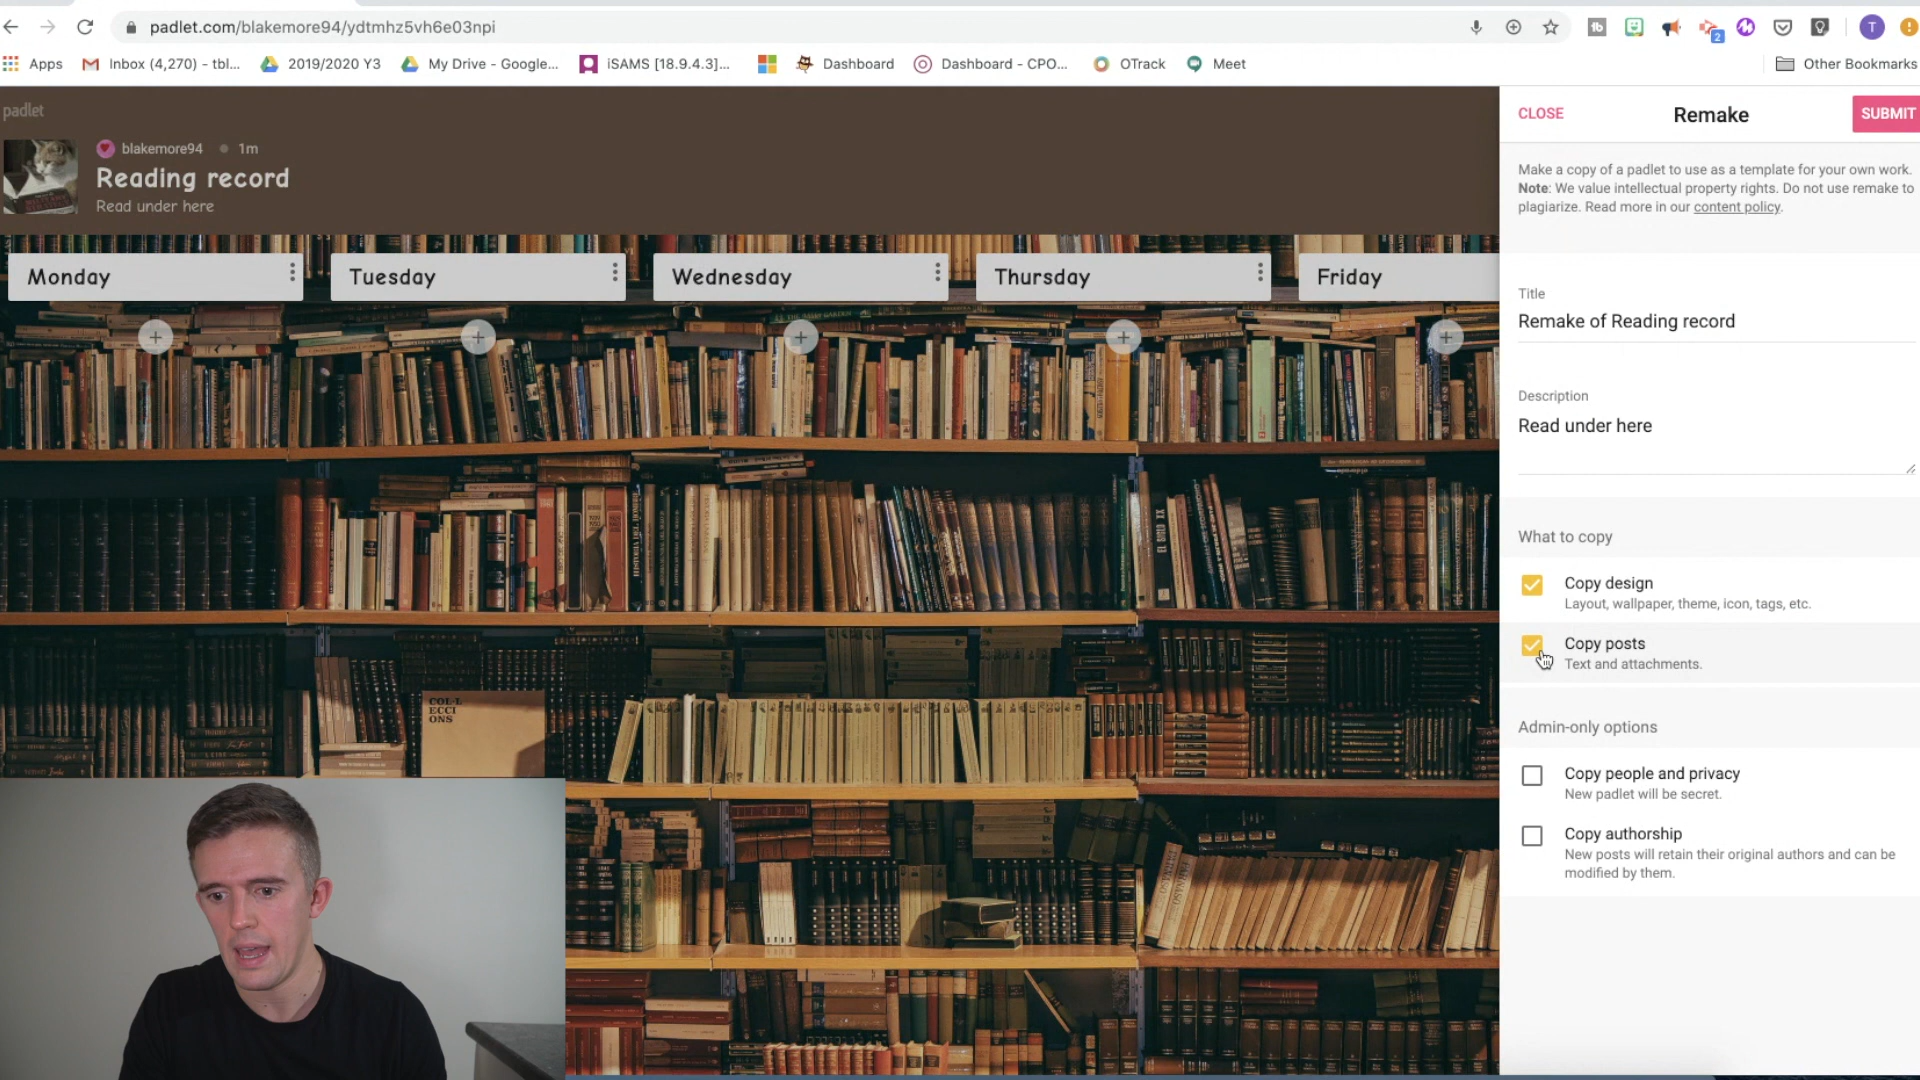 padlet.com/blakemore94/ydtmhz5vh6e03npi
2
T
Apps
Inbox (4,270) - tbl...
2019/2020 Y3
My Drive - Google...
iSAMS [18.9.4.3]...
Dashboard
Dashboard - CPO...
OTrack
Meet
Other Bookmarks
padlet
blakemore94
1m
Reading record
Read under here
Monday
Tuesday
Wednesday
Thursday
Friday
COL·L
ECCI
ONS
CLOSE
Remake
SUBMIT
Make a copy of a padlet to use as a template for your own work.
Note: We value intellectual property rights. Do not use remake to
plagiarize. Read more in our content policy.
Title
Remake of Reading record
Description
Read under here
What to copy
Copy design
Layout, wallpaper, theme, icon, tags, etc.
Copy posts
Text and attachments.
Admin-only options
Copy people and privacy
New padlet will be secret.
Copy authorship
New posts will retain their original authors and can be
modified by them.